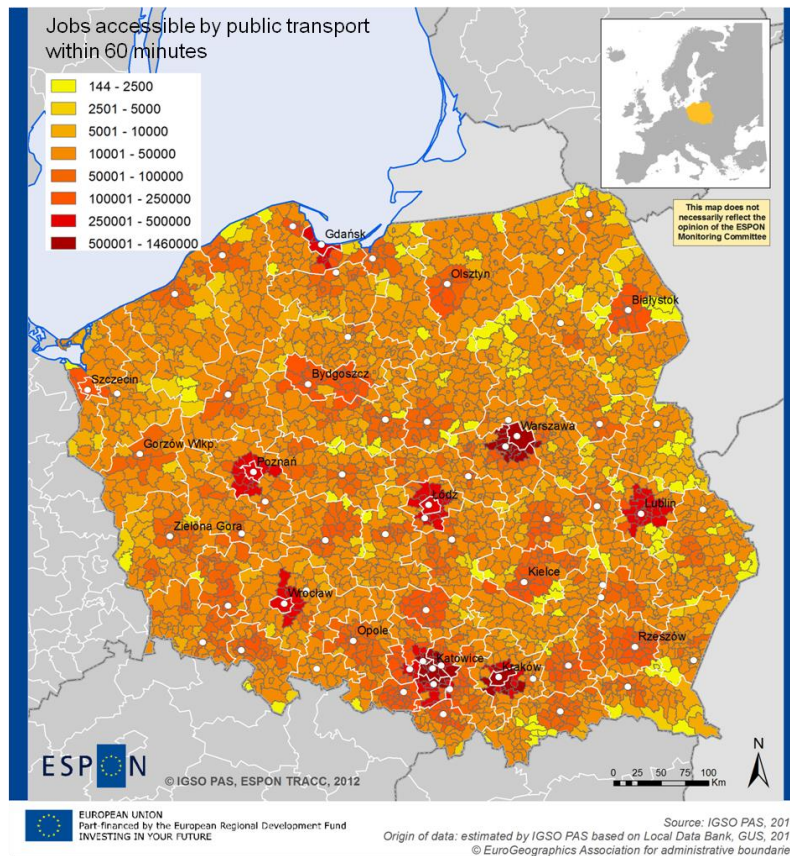 Jobs accessible by public transport
within 60 minutes
144 - 2500
2501 - 5000
5001 - 10000
10001 - 50000
50001 - 100000
100001 - 250000
250001 - 500000
500001 - 1460000
This map does not
necessarily reflect the
opinion of the ESPON
Monitoring Committee
Gdańsk
Olsztyn
Białystok
Szczecin
Bydgoszcz
Warszawa
Gorzów Wlkp.
Poznań
Łódź
Lublin
Zielona Gora
Kielce
Wrocław
Opole
Rzeszów
Katowice
Kraków
ESPON
© IGSO PAS, ESPON TRACC, 2012
N
0 25 50 75 100
Km
EUROPEAN UNION
Part-financed by the European Regional Development Fund
INVESTING IN YOUR FUTURE
Source: IGSO PAS, 201
Origin of data: estimated by IGSO PAS based on Local Data Bank, GUS, 201
© EuroGeographics Association for administrative boundarie